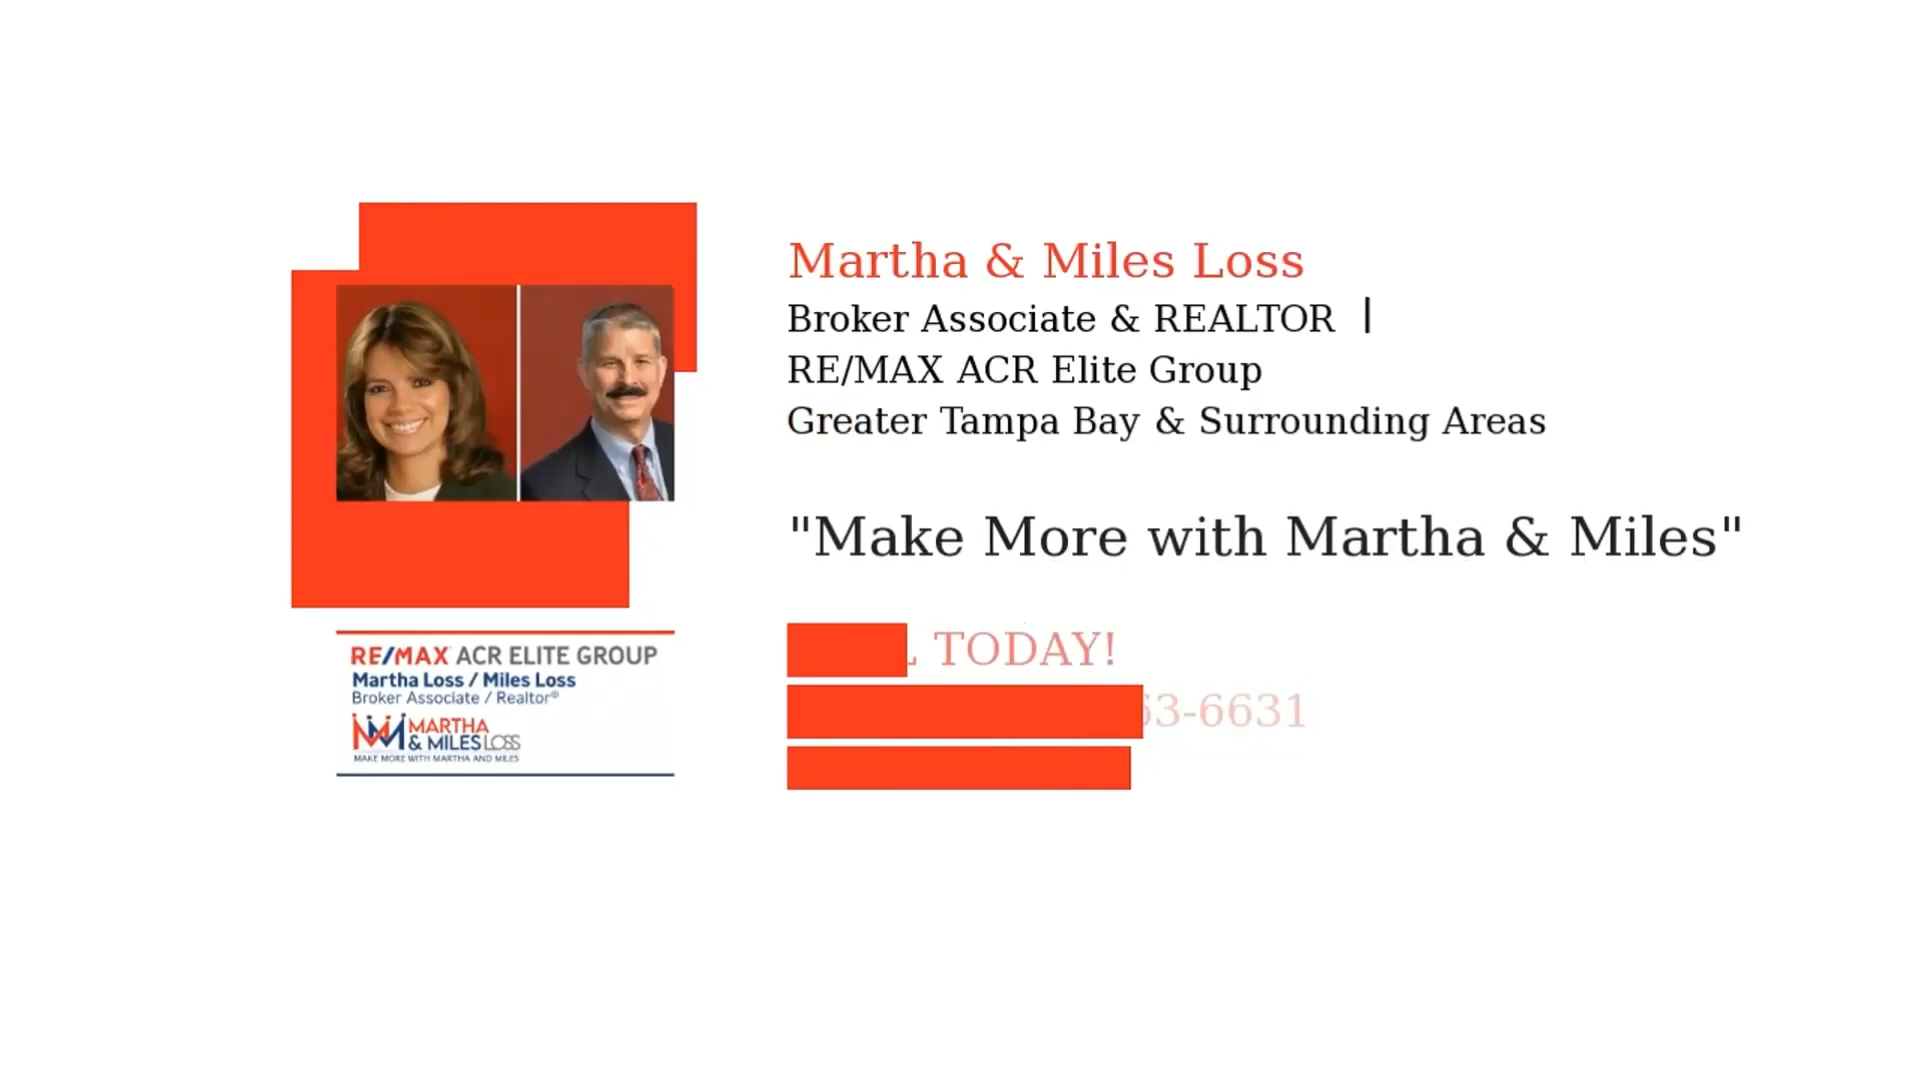 Martha & Miles Loss
Broker Associate & REALTOR |
RE/MAX ACR Elite Group
Greater Tampa Bay & Surrounding Areas
"Make More with Martha & Miles"
TODAY!
63-6631
RE/MAX ACR ELITE GROUP
Martha Loss / Miles Loss
Broker Associate / Realtor®
MARTHA
& MILES LOSS
MAKE MORE WITH MARTHA AND MILES